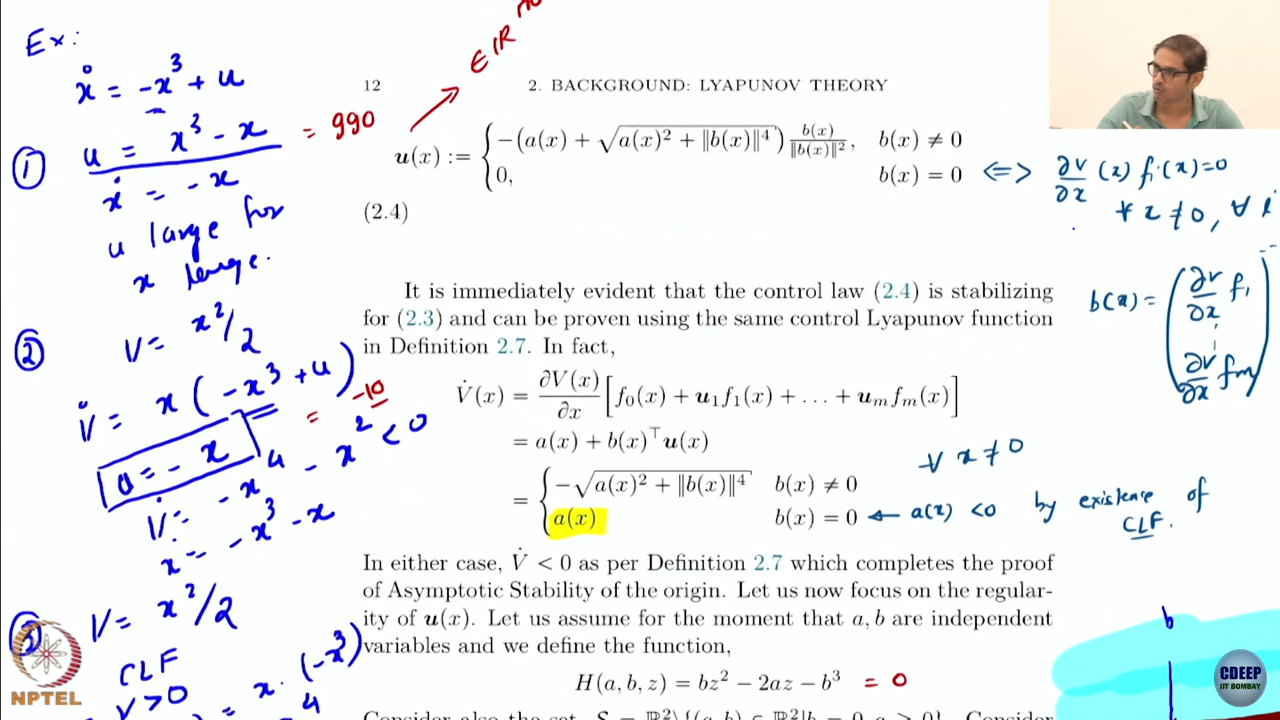 Ex:
ẋ = -x³ + u
① u = x³ - x = 990
ẋ = -x
u large for
x large.
② V = x²/2
V̇ = x(-x³ + u)
u = -x = -10
V̇ = -x⁴ - x² < 0
ẋ = -x³ - x
③ V = x²/2
CLF
V > 0
= x·(-x³)
4
∈ ℝ
12 2. BACKGROUND: LYAPUNOV THEORY
u(x) := { -(a(x) + √(a(x)² + ‖b(x)‖⁴)) b(x)/‖b(x)‖², b(x) ≠ 0
0, b(x) = 0 ⟺ ∂V/∂x (x) fᵢ(x) = 0
∀ x ≠ 0, ∀ i
(2.4)
b(x) = (∂V/∂x f₁ ⋮ ∂V/∂x fm)
It is immediately evident that the control law (2.4) is stabilizing
for (2.3) and can be proven using the same control Lyapunov function
in Definition 2.7. In fact,
V̇(x) = ∂V(x)/∂x [f₀(x) + u₁f₁(x) + . . . + uₘfₘ(x)]
= a(x) + b(x)ᵀu(x)
= { -√(a(x)² + ‖b(x)‖⁴) b(x) ≠ 0
a(x) b(x) = 0 ← a(x) < 0 by existence of
CLF.
∀ x ≠ 0
In either case, V̇ < 0 as per Definition 2.7 which completes the proof
of Asymptotic Stability of the origin. Let us now focus on the regular-
ity of u(x). Let us assume for the moment that a, b are independent
variables and we define the function,
H(a, b, z) = bz² - 2az - b³ = 0
b
NPTEL
CDEEP
IIT BOMBAY